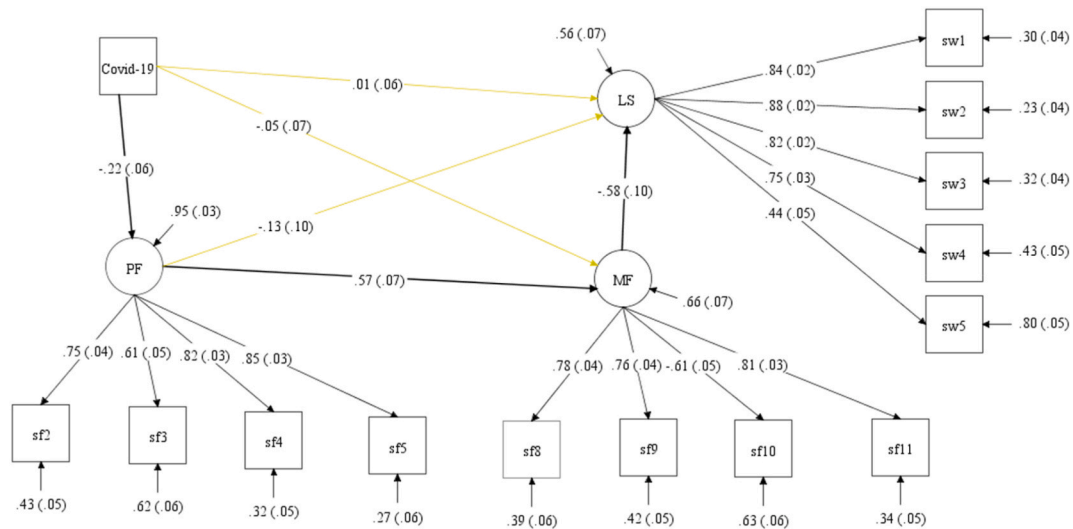 .56 (.07)
sw1
.30 (.04)
Covid-19
.84 (.02)
.01 (.06)
LS
.88 (.02)
sw2
.23 (.04)
-.05 (.07)
.82 (.02)
-.22 (.06)
.75 (.03)
sw3
.32 (.04)
-.58 (.10)
.95 (.03)
.44 (.05)
-.13 (.10)
sw4
.43 (.05)
PF
.57 (.07)
MF
.66 (.07)
sw5
.80 (.05)
.75 (.04)
.61 (.05)
.82 (.03)
.85 (.03)
.78 (.04)
.76 (.04)
-.61 (.05)
.81 (.03)
sf2
sf3
sf4
sf5
sf8
sf9
sf10
sf11
.43 (.05)
.62 (.06)
.32 (.05)
.27 (.06)
.39 (.06)
.42 (.05)
.63 (.06)
.34 (.05)